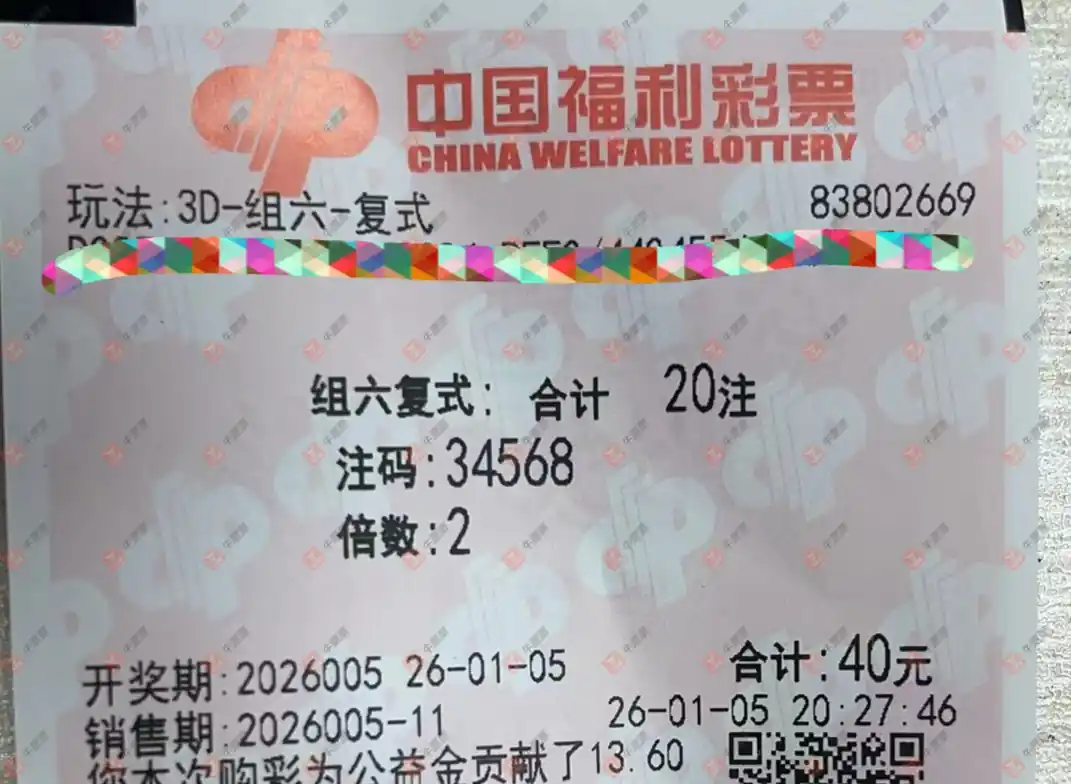 中国福利彩票
CHINA WELFARE LOTTERY
玩法:3D-组六-复式 83802669
组六复式: 合计 20注
注码:34568
倍数:2
合计:40元
开奖期:2026005 26-01-05
销售期:2026005-11 26-01-05 20:27:46
您本次购彩为公益金贡献了13.60